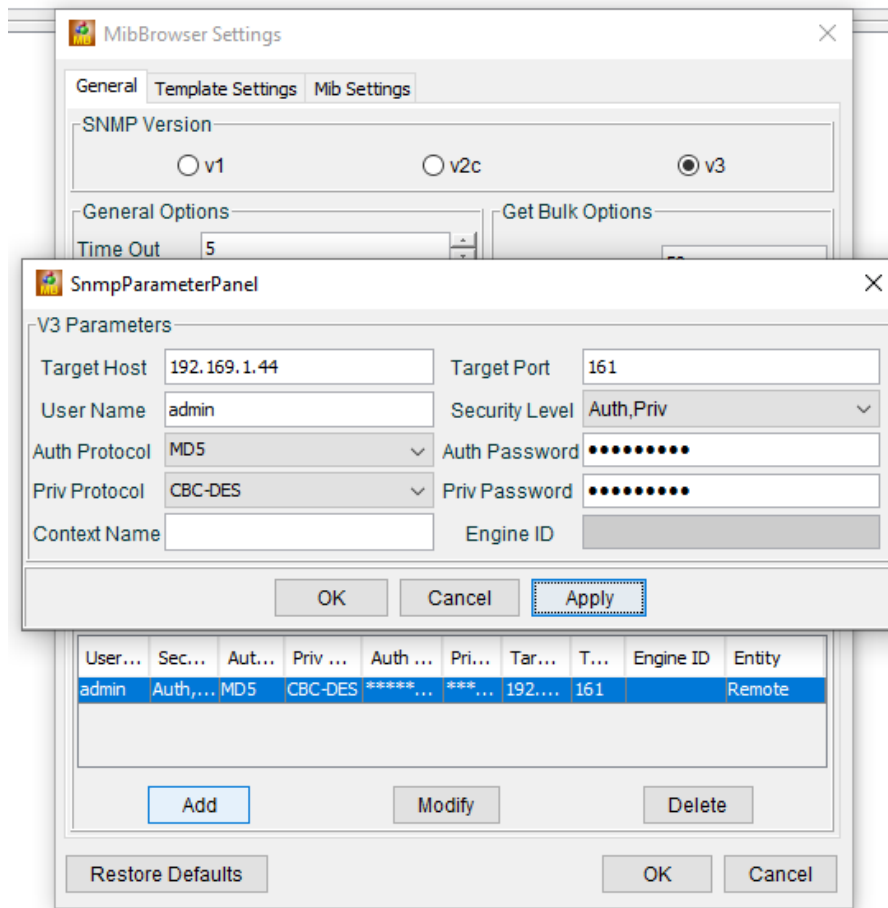 MibBrowser Settings
General Template Settings Mib Settings
SNMP Version
v1 v2c v3
General Options Get Bulk Options
Time Out 5
SnmpParameterPanel
V3 Parameters
Target Host 192.169.1.44 Target Port 161
User Name admin Security Level Auth,Priv
Auth Protocol MD5 Auth Password •••••••••
Priv Protocol CBC-DES Priv Password •••••••••
Context Name Engine ID
OK Cancel Apply
User... Sec... Aut... Priv ... Auth ... Pri... Tar... T... Engine ID Entity
admin Auth,... MD5 CBC-DES *****... ***... 192.... 161 Remote
Add Modify Delete
Restore Defaults OK Cancel